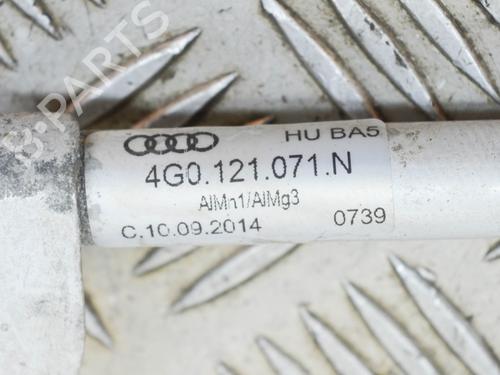 B-PARTS
HU BA5
4G0.121.071.N
AlMn1/AlMg3
C.10.09.2014 0739